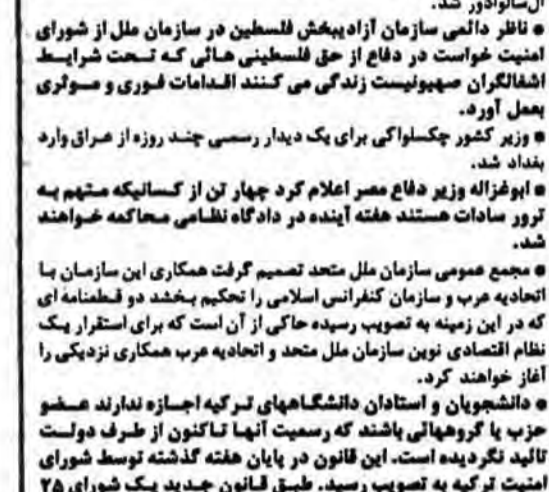 السالوادور شد.
● ناظر دائمی سازمان آزادیبخش فلسطین در سازمان ملل از شورای
امنیت خواست در دفاع از حق فلسطینی هائی که تحت شرایط
اشغالگران صهیونیست زندگی می کنند اقدامات فوری و موثری
بعمل آورد.
● وزیر کشور چکسلواکی برای یک دیدار رسمی چند روزه از عراق وارد
بغداد شد.
● ابوغزاله وزیر دفاع مصر اعلام کرد چهار تن از کسانیکه متهم به
ترور سادات هستند هفته آینده در دادگاه نظامی محاکمه خواهند
شد.
● مجمع عمومی سازمان ملل متحد تصمیم گرفت همکاری این سازمان با
اتحادیه عرب و سازمان کنفرانس اسلامی را تحکیم بخشد دو قطعنامه ای
که در این زمینه به تصویب رسیده حاکی از آن است که برای استقرار یک
نظام اقتصادی نوین سازمان ملل متحد و اتحادیه عرب همکاری نزدیکی را
آغاز خواهند کرد.
● دانشجویان و استادان دانشگاههای ترکیه اجازه ندارند عضو
حزب یا گروههائی باشند که رسمیت آنها تاکنون از طرف دولت
تائید نگردیده است. این قانون در پایان هفته گذشته توسط شورای
امنیت ترکیه به تصویب رسید. طبق قانون جدید یک شورای ۲۵